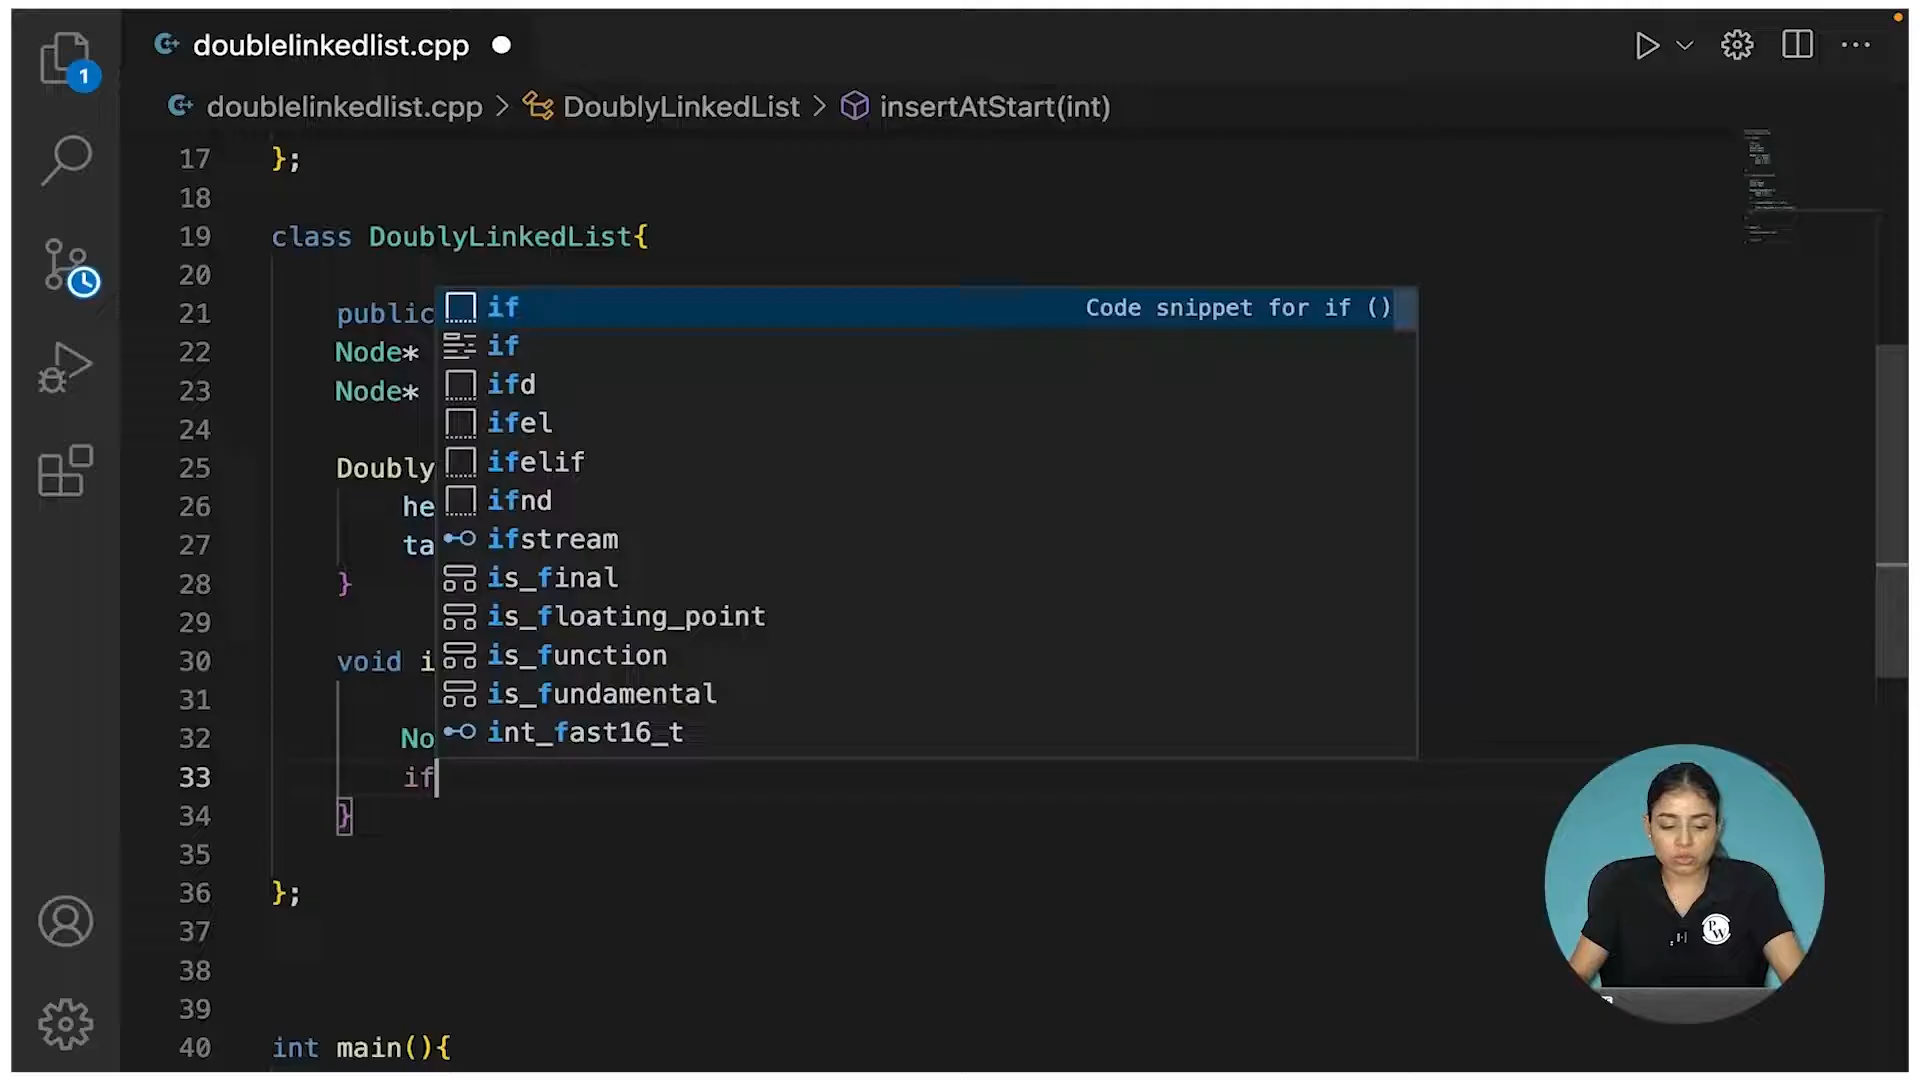 doublelinkedlist.cpp
1
doublelinkedlist.cpp > DoublyLinkedList > insertAtStart(int)
17 };
18
19 class DoublyLinkedList{
20
21 public
22 Node*
23 Node*
24
25 Doubly
26 he
27 ta
28 }
29
30 void i
31
32 No
33 if
34 }
35
36 };
37
38
39
40 int main(){
if Code snippet for if ()
if
ifd
ifel
ifelif
ifnd
ifstream
is_final
is_floating_point
is_function
is_fundamental
int_fast16_t
PW